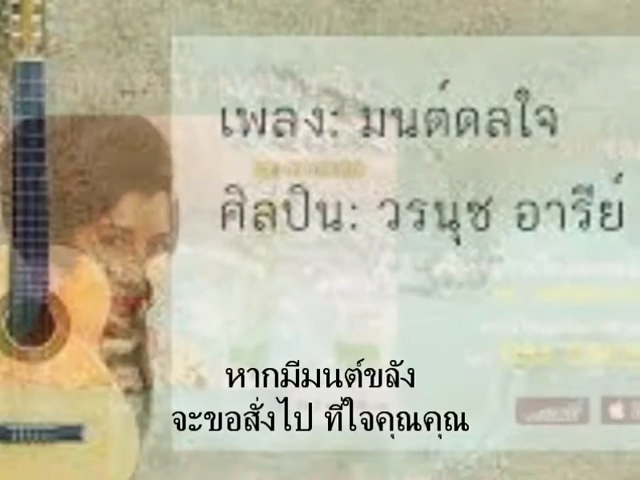 เพลง: มนต์ดลใจ
ศิลปิน: วรนุช อารีย์
หากมีมนต์ขลัง
จะขอสั่งไป ที่ใจคุณคุณ